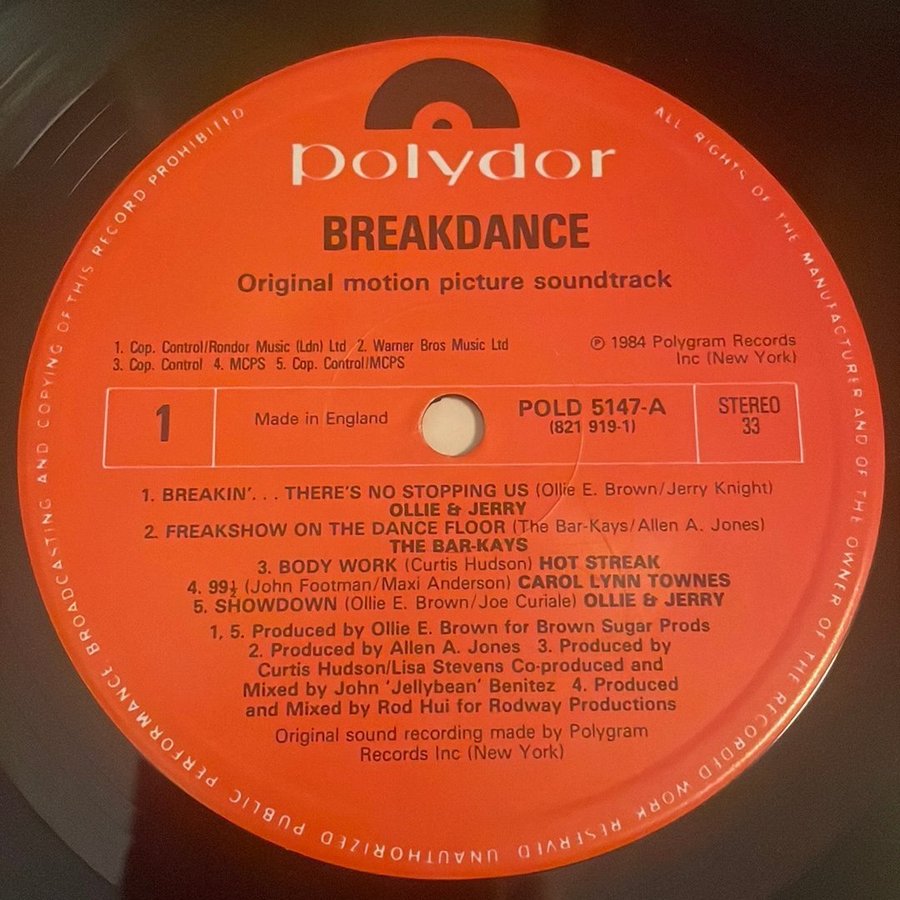 polydor
BREAKDANCE
Original motion picture soundtrack
1. Cop. Control/Rondor Music (Ldn) Ltd 2. Warner Bros Music Ltd
3. Cop. Control 4. MCPS 5. Cop. Control/MCPS
℗ 1984 Polygram Records
Inc (New York)
1
Made in England
POLD 5147-A
(821 919-1)
STEREO
33
1. BREAKIN'. . . THERE'S NO STOPPING US (Ollie E. Brown/Jerry Knight)
OLLIE & JERRY
2. FREAKSHOW ON THE DANCE FLOOR (The Bar-Kays/Allen A. Jones)
THE BAR-KAYS
3. BODY WORK (Curtis Hudson) HOT STREAK
4. 99½ (John Footman/Maxi Anderson) CAROL LYNN TOWNES
5. SHOWDOWN (Ollie E. Brown/Joe Curiale) OLLIE & JERRY
1, 5. Produced by Ollie E. Brown for Brown Sugar Prods
2. Produced by Allen A. Jones 3. Produced by
Curtis Hudson/Lisa Stevens Co-produced and
Mixed by John 'Jellybean' Benitez 4. Produced
and Mixed by Rod Hui for Rodway Productions
Original sound recording made by Polygram
Records Inc (New York)
ALL RIGHTS OF THE MANUFACTURER AND OF THE OWNER OF THE RECORDED WORK RESERVED UNAUTHORIZED PUBLIC PERFORMANCE BROADCASTING AND COPYING OF THIS RECORD PROHIBITED